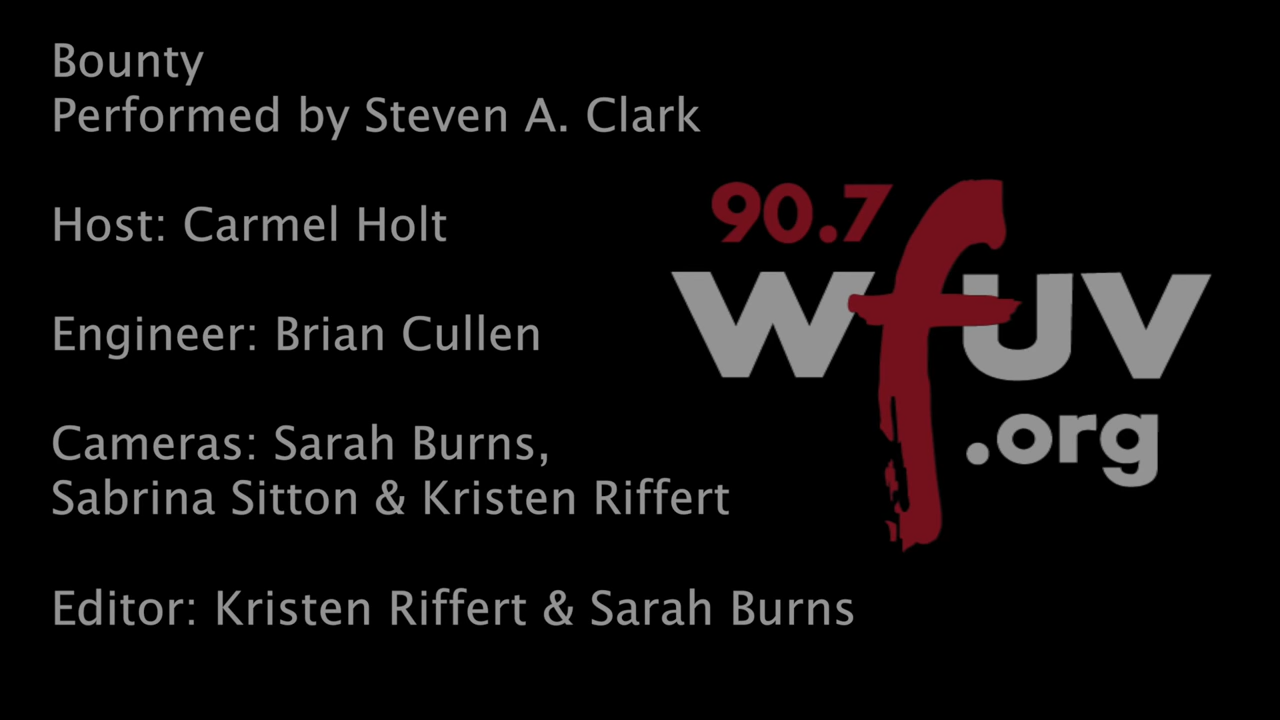 Bounty
Performed by Steven A. Clark
Host: Carmel Holt
Engineer: Brian Cullen
Cameras: Sarah Burns,
Sabrina Sitton & Kristen Riffert
Editor: Kristen Riffert & Sarah Burns
90.7
wfuv
.org